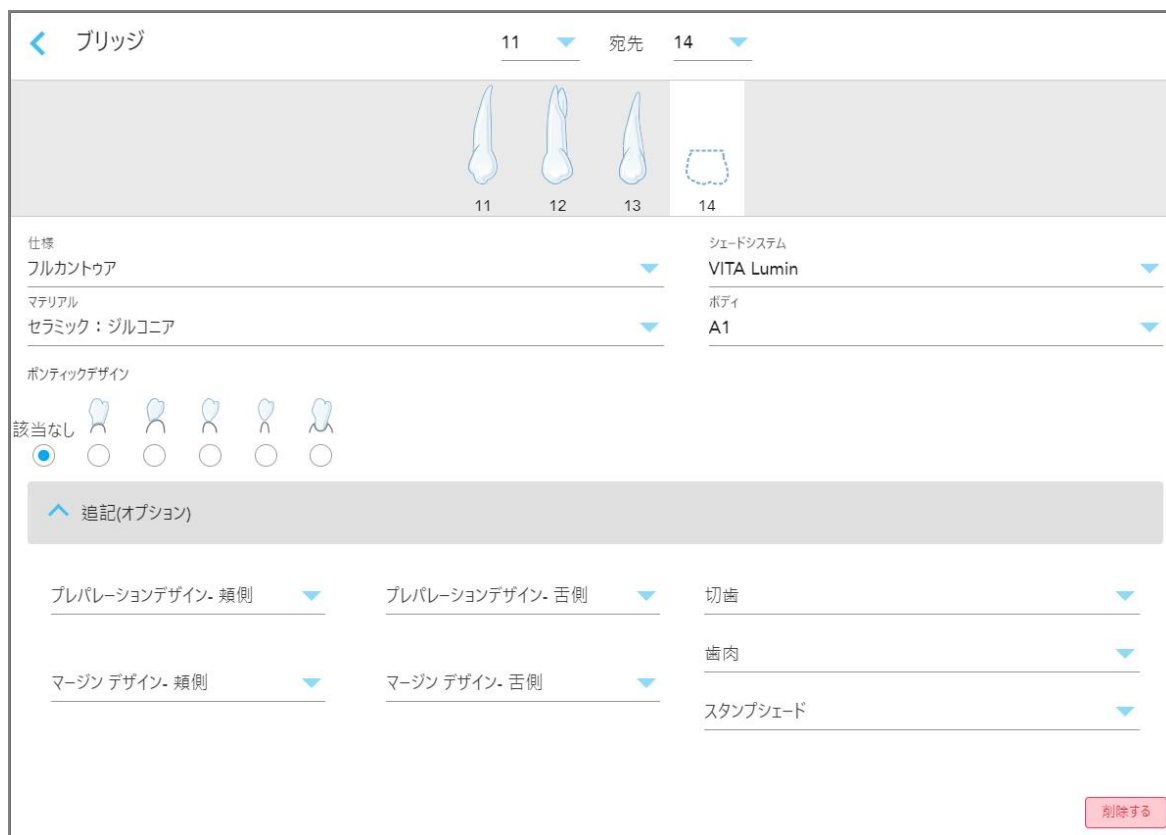 ブリッジ 11 宛先 14
11 12 13 14
仕様
フルカントゥア
シェードシステム
VITA Lumin
マテリアル
セラミック：ジルコニア
ボディ
A1
ポンティックデザイン
該当なし
追記(オプション)
プレパレーションデザイン- 頬側
プレパレーションデザイン- 舌側
切歯
歯肉
マージン デザイン- 頬側
マージン デザイン- 舌側
スタンプシェード
削除する